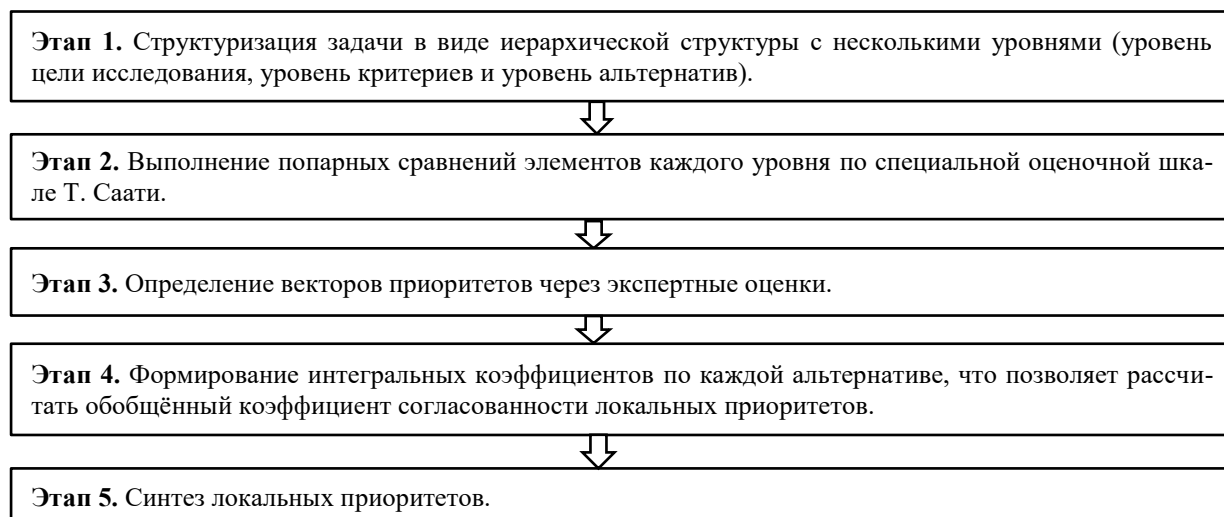 Этап 1. Структуризация задачи в виде иерархической структуры с несколькими уровнями (уровень
цели исследования, уровень критериев и уровень альтернатив).
Этап 2. Выполнение попарных сравнений элементов каждого уровня по специальной оценочной шка-
ле Т. Саати.
Этап 3. Определение векторов приоритетов через экспертные оценки.
Этап 4. Формирование интегральных коэффициентов по каждой альтернативе, что позволяет рассчи-
тать обобщённый коэффициент согласованности локальных приоритетов.
Этап 5. Синтез локальных приоритетов.